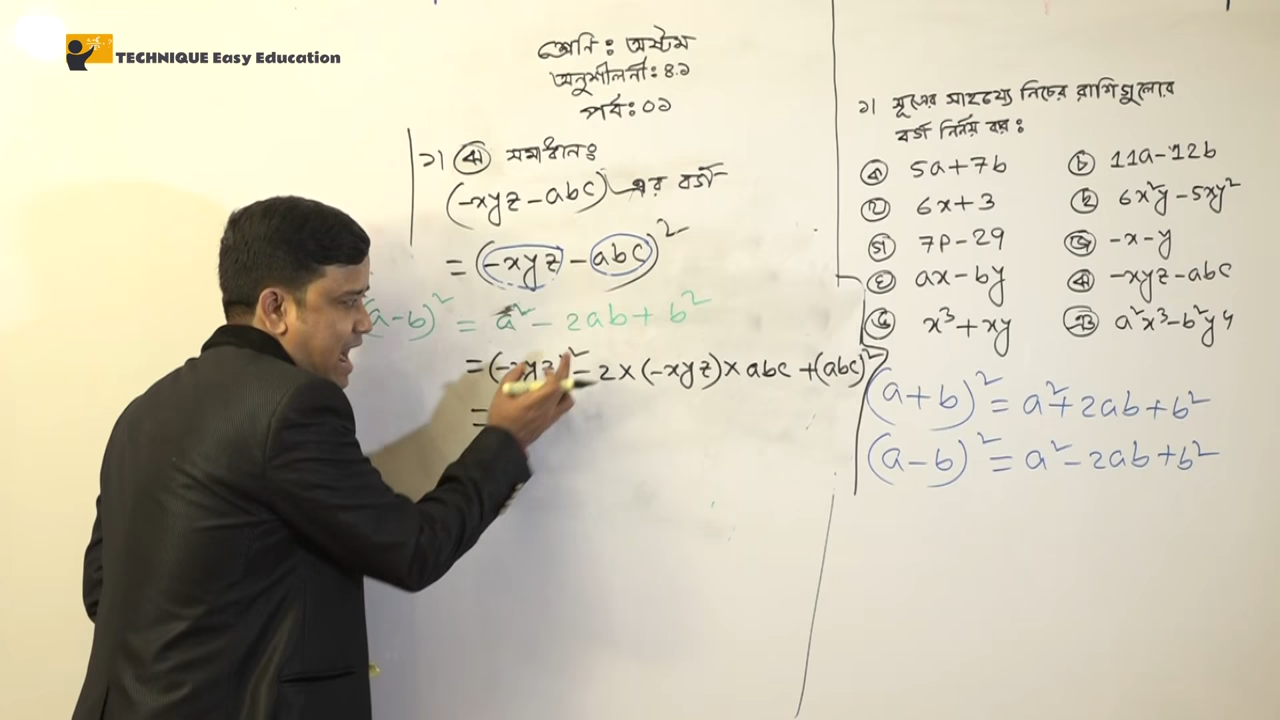 TECHNIQUE Easy Education
শ্রেনি : অষ্টম
অনুশীলনী : ৪.১
পর্ব : ০১
১। ঝ সমাধান :
(-xyz - abc) এর বর্গ
= (-xyz - abc)²
(a-b)² = a² - 2ab + b²
= (-xyz)² - 2×(-xyz)×abc + (abc)²
=
১। সূত্রের সাহায্যে নিচের রাশিগুলোর
বর্গ নির্নয় কর :
ক 5a+7b
খ 6x+3
গ 7P-29
ঘ ax-by
ঙ x³+xy
চ 11a-12b
ছ 6x²y-5xy²
জ -x-y
ঝ -xyz-abc
ঞ a²x³-b²y4
(a+b)² = a²+2ab+b²
(a-b)² = a²-2ab+b²